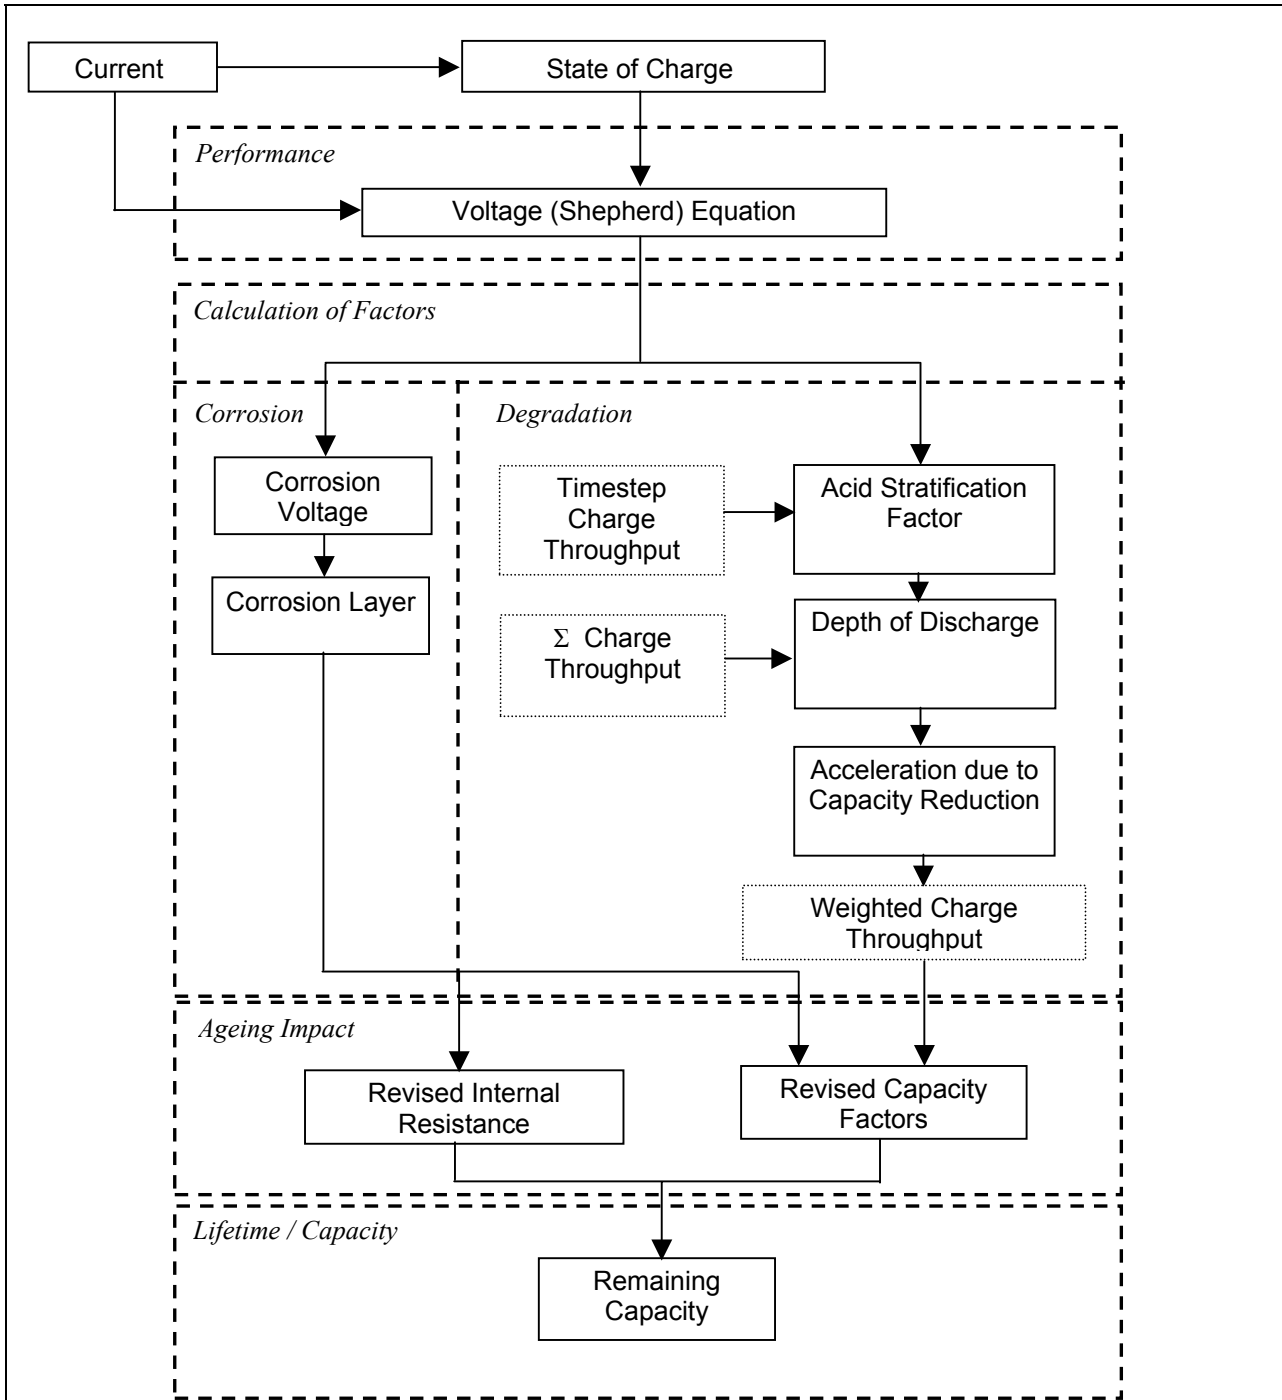 Current
State of Charge
Performance
Voltage (Shepherd) Equation
Calculation of Factors
Corrosion
Degradation
Corrosion
Voltage
Corrosion Layer
Timestep
Charge
Throughput
Acid Stratification
Factor
Σ Charge
Throughput
Depth of Discharge
Acceleration due to
Capacity Reduction
Weighted Charge
Throughput
Ageing Impact
Revised Internal
Resistance
Revised Capacity
Factors
Lifetime / Capacity
Remaining
Capacity